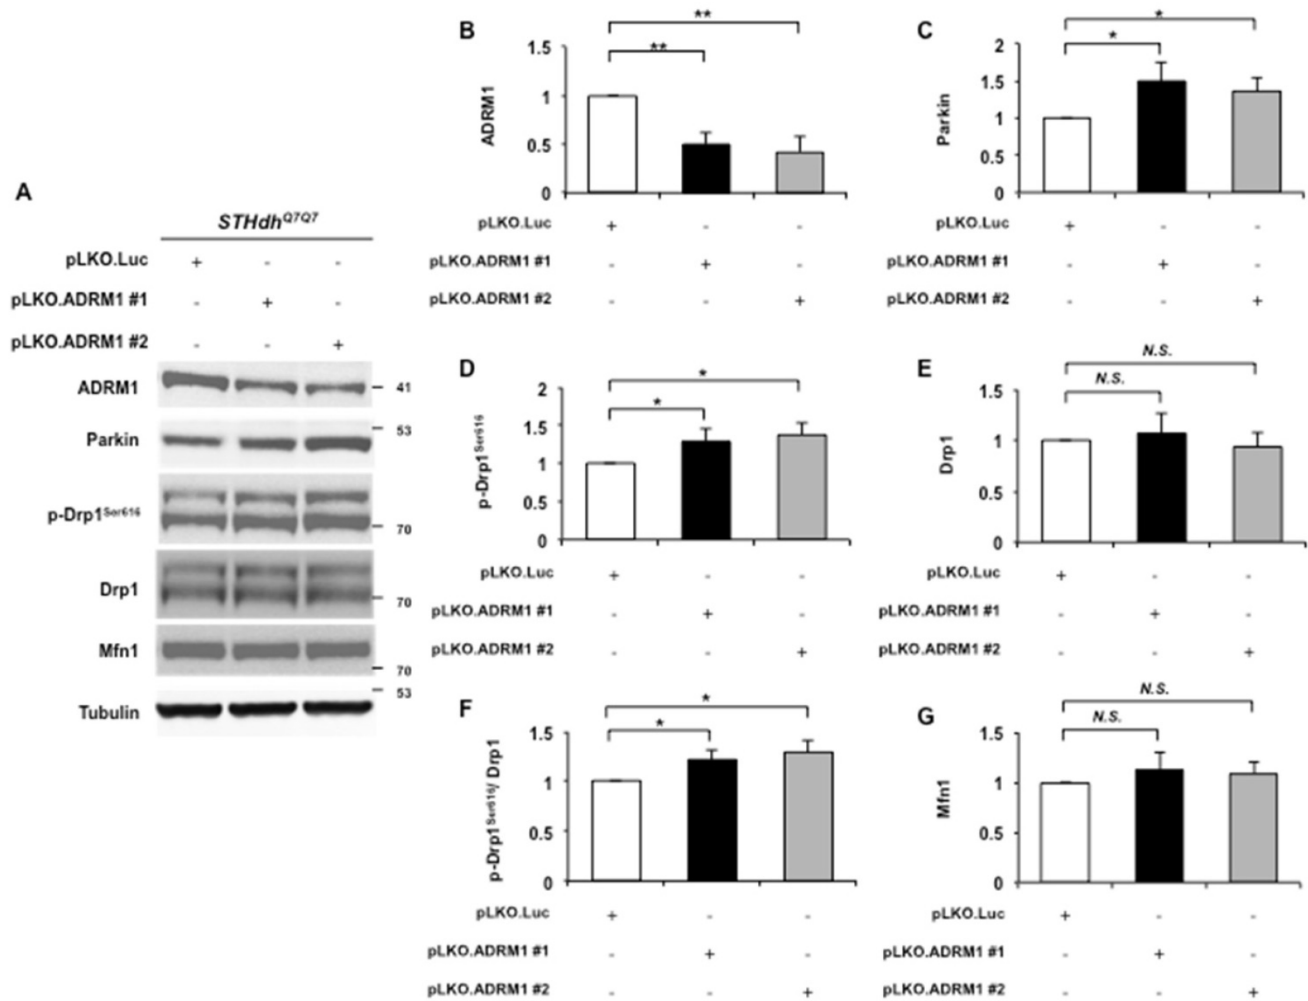 A
STHdhQ7Q7
pLKO.Luc + - -
pLKO.ADRM1 #1 - + -
pLKO.ADRM1 #2 - - +
ADRM1 41
Parkin 53
p-Drp1Ser616 70
Drp1 70
Mfn1 70
Tubulin 53
B
**
**
ADRM1
1.5
1
0.5
0
pLKO.Luc + - -
pLKO.ADRM1 #1 - + -
pLKO.ADRM1 #2 - - +
C
*
*
Parkin
2
1.5
1
0.5
0
pLKO.Luc + - -
pLKO.ADRM1 #1 - + -
pLKO.ADRM1 #2 - - +
D
*
*
p-Drp1Ser616
2
1.5
1
0.5
0
pLKO.Luc + - -
pLKO.ADRM1 #1 - + -
pLKO.ADRM1 #2 - - +
E
N.S.
N.S.
Drp1
1.5
1
0.5
0
pLKO.Luc + - -
pLKO.ADRM1 #1 - + -
pLKO.ADRM1 #2 - - +
F
*
*
p-Drp1Ser616/ Drp1
1.5
1
0.5
0
pLKO.Luc + - -
pLKO.ADRM1 #1 - + -
pLKO.ADRM1 #2 - - +
G
N.S.
N.S.
Mfn1
1.5
1
0.5
0
pLKO.Luc + - -
pLKO.ADRM1 #1 - + -
pLKO.ADRM1 #2 - - +